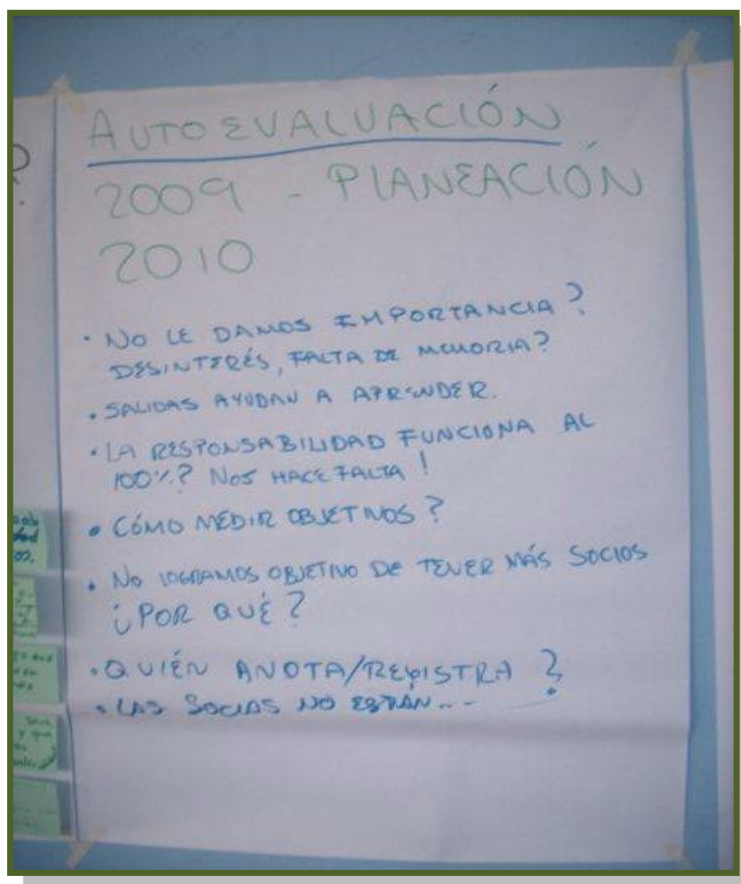 AUTOEVALUACIÓN
2009 - PLANEACIÓN
2010
• NO LE DAMOS IMPORTANCIA?
DESINTERÉS, FALTA DE MEMORIA?
• SALIDAS AYUDAN A APRENDER.
• LA RESPONSABILIDAD FUNCIONA AL
100%? NOS HACE FALTA!
• CÓMO MEDIR OBJETIVOS?
• NO LOGRAMOS OBJETIVO DE TENER MÁS SOCIOS
¿POR QUÉ?
• QUIÉN ANOTA/REGISTRA?
• LAS SOCIAS NO ESTÁN...